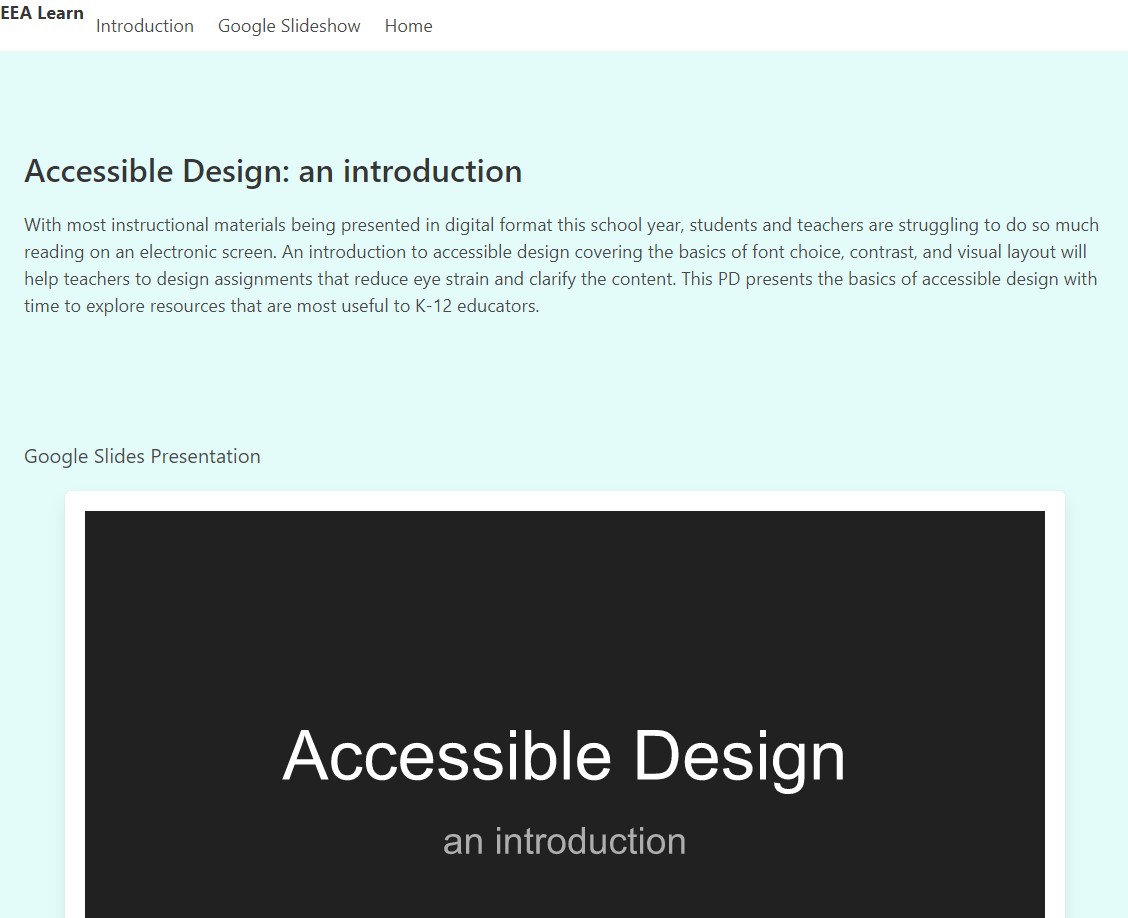 EEA Learn
Introduction
Google Slideshow
Home
Accessible Design: an introduction
With most instructional materials being presented in digital format this school year, students and teachers are struggling to do so much
reading on an electronic screen. An introduction to accessible design covering the basics of font choice, contrast, and visual layout will
help teachers to design assignments that reduce eye strain and clarify the content. This PD presents the basics of accessible design with
time to explore resources that are most useful to K-12 educators.
Google Slides Presentation
Accessible Design
an introduction